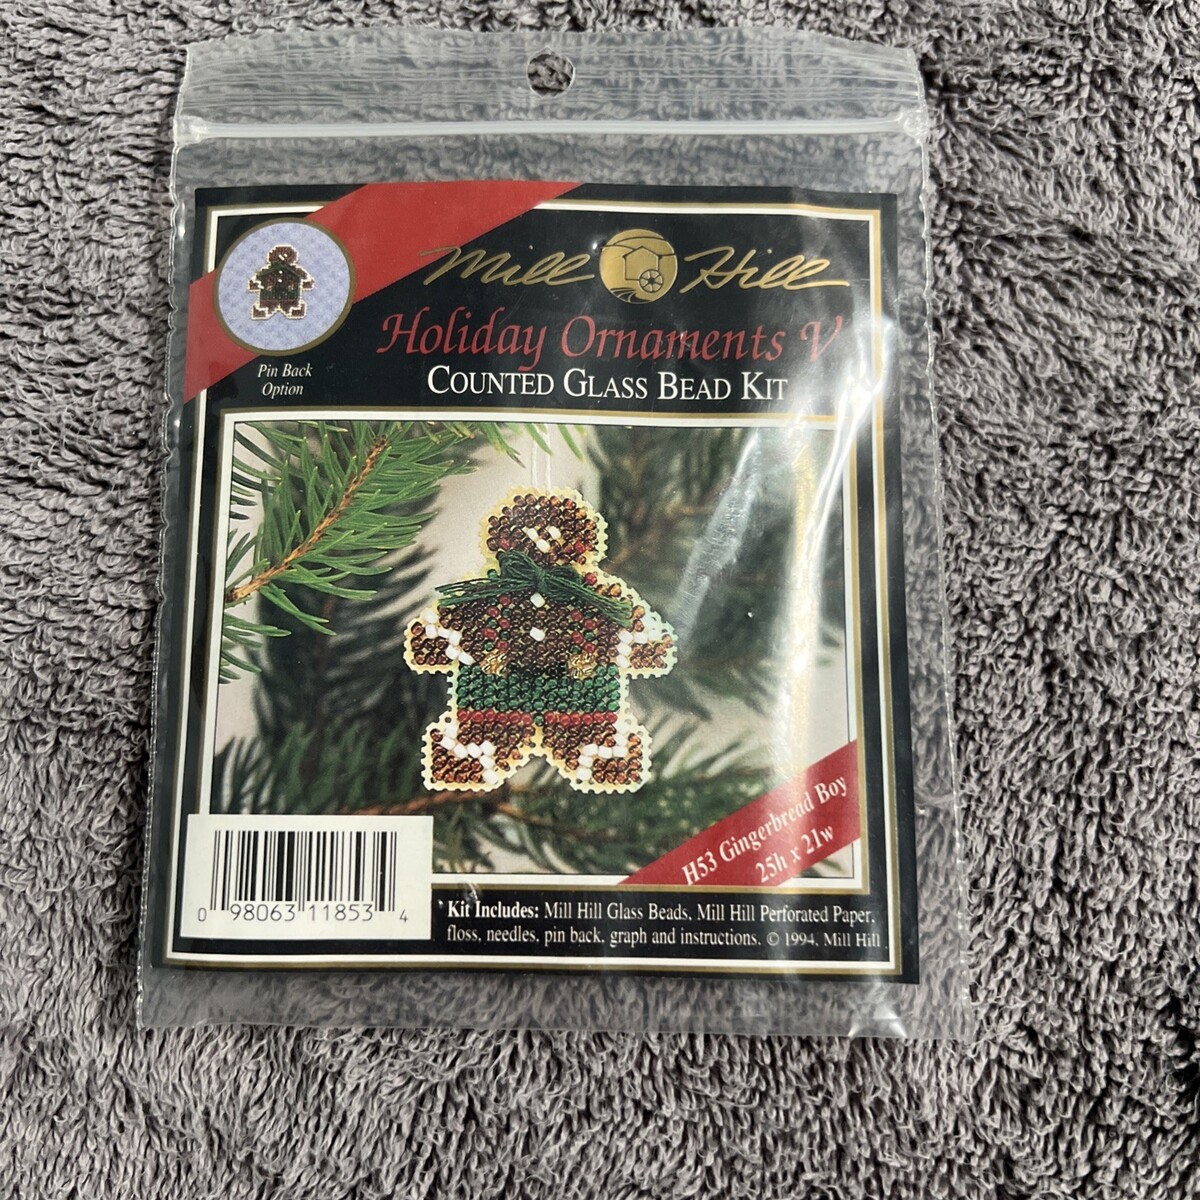 Mill Hill
Holiday Ornaments V
COUNTED GLASS BEAD KIT
Pin Back
Option
H53 Gingerbread Boy
25h x 21w
0 98063 11853 4
Kit Includes: Mill Hill Glass Beads, Mill Hill Perforated Paper,
floss, needles, pin back, graph and instructions. © 1994, Mill Hill